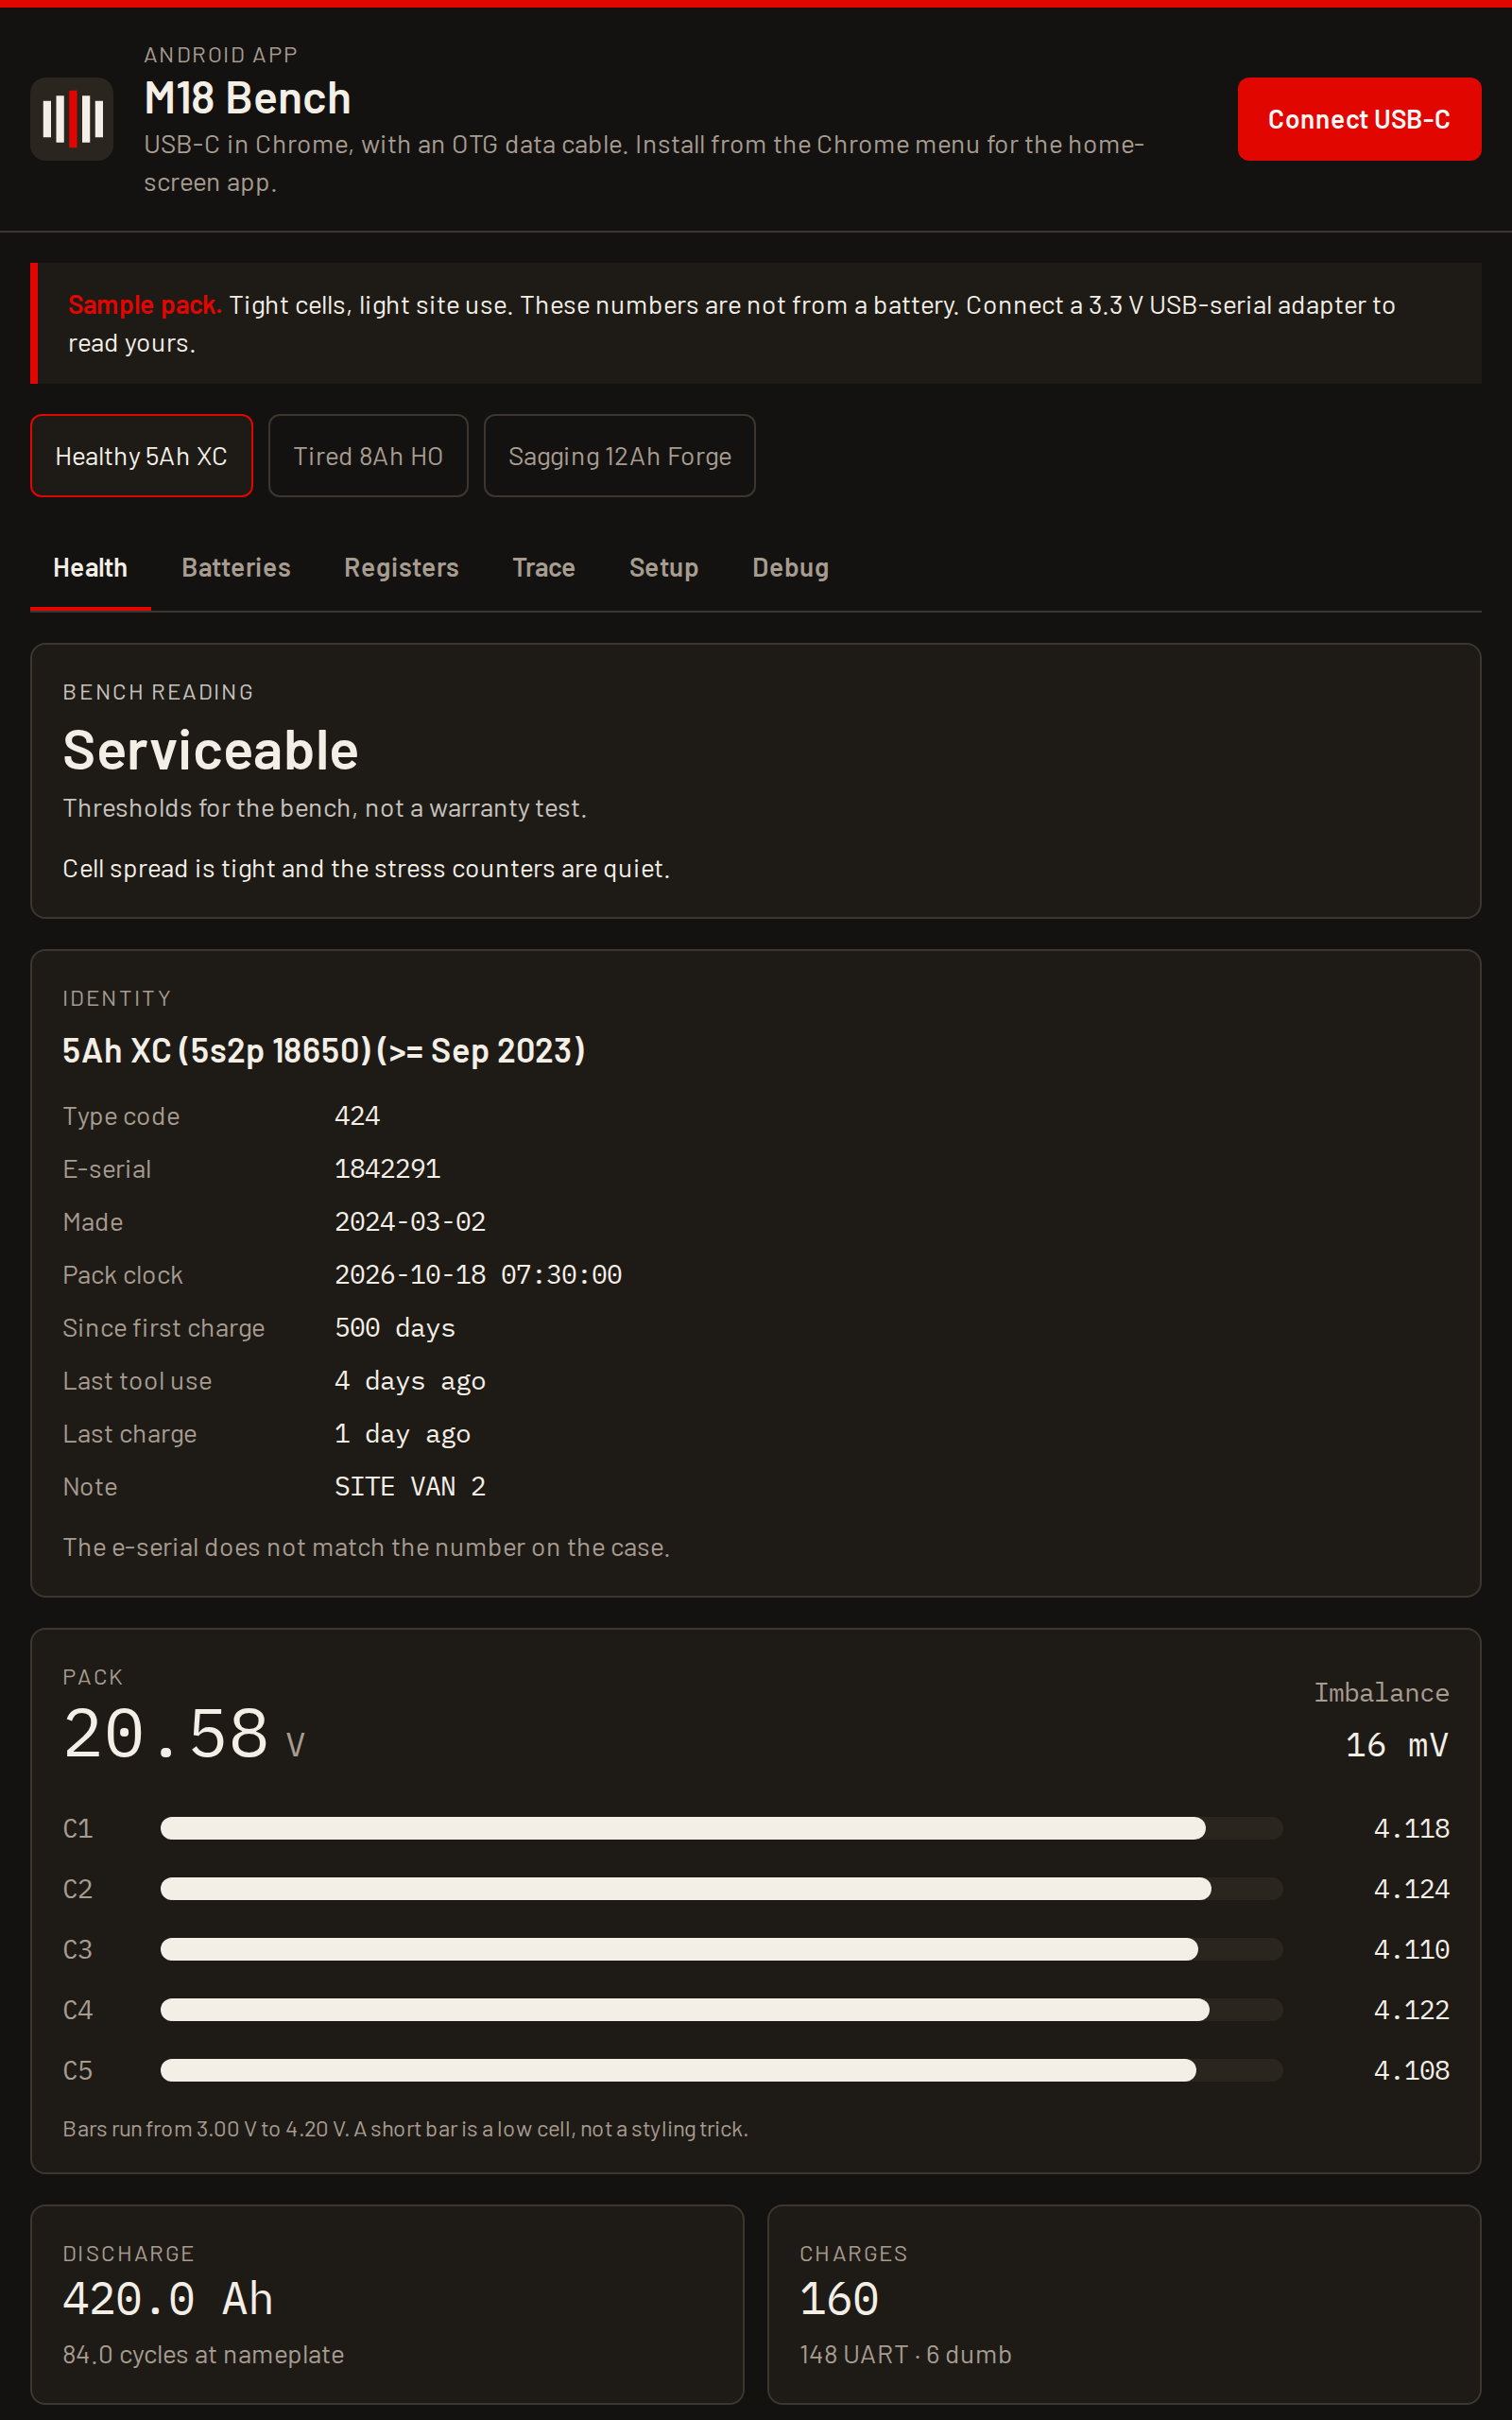 ANDROID APP
M18 Bench
USB-C in Chrome, with an OTG data cable. Install from the Chrome menu for the home-
screen app.
Connect USB-C
Sample pack. Tight cells, light site use. These numbers are not from a battery. Connect a 3.3 V USB-serial adapter to
read yours.
Healthy 5Ah XC
Tired 8Ah HO
Sagging 12Ah Forge
Health
Batteries
Registers
Trace
Setup
Debug
BENCH READING
Serviceable
Thresholds for the bench, not a warranty test.
Cell spread is tight and the stress counters are quiet.
IDENTITY
5Ah XC (5s2p 18650) (>= Sep 2023)
Type code 424
E-serial 1842291
Made 2024-03-02
Pack clock 2026-10-18 07:30:00
Since first charge 500 days
Last tool use 4 days ago
Last charge 1 day ago
Note SITE VAN 2
The e-serial does not match the number on the case.
PACK
20.58 V
Imbalance
16 mV
C1 4.118
C2 4.124
C3 4.110
C4 4.122
C5 4.108
Bars run from 3.00 V to 4.20 V. A short bar is a low cell, not a styling trick.
DISCHARGE
420.0 Ah
84.0 cycles at nameplate
CHARGES
160
148 UART · 6 dumb